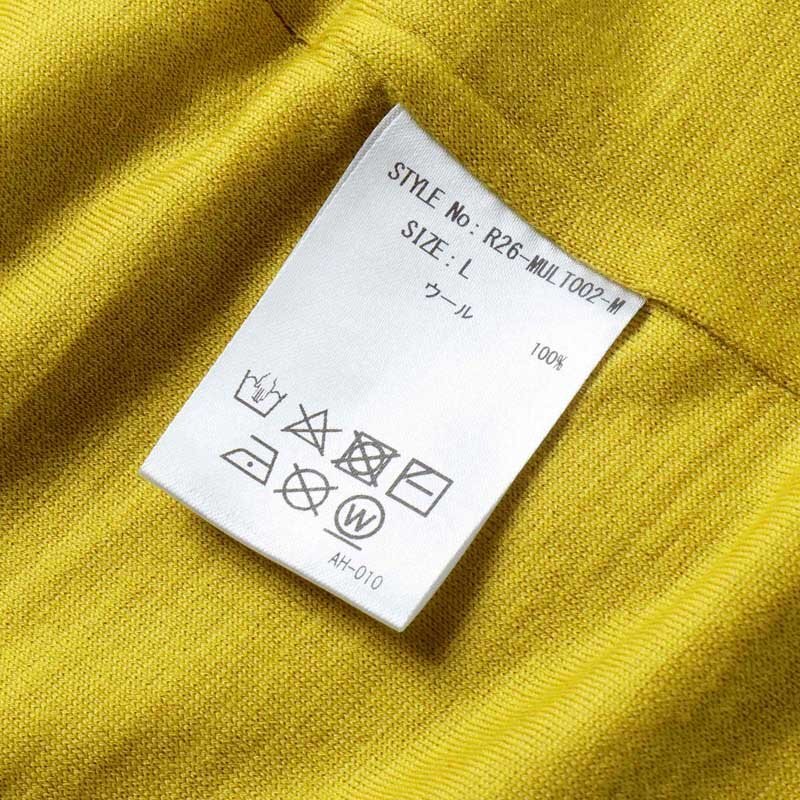 STYLE No: R26-MULT002-M
SIZE: L
ウール 100%
W
AH-010